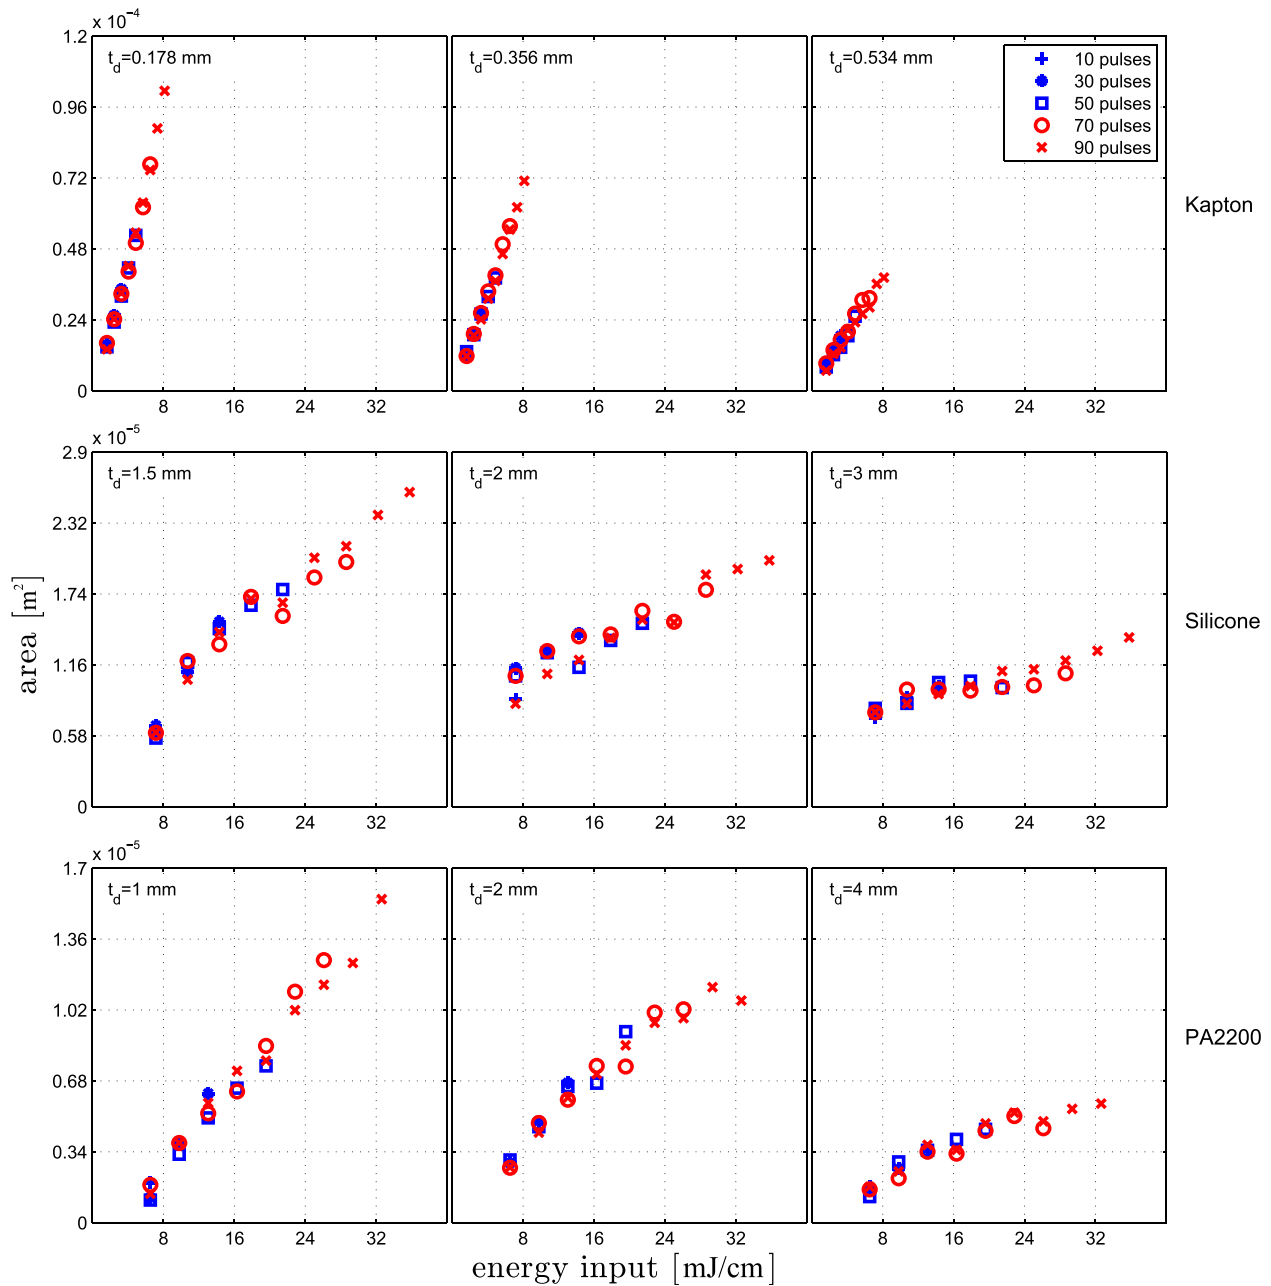 x 10⁻⁴
1.2
0.96
0.72
0.48
0.24
0
t_d=0.178 mm
t_d=0.356 mm
t_d=0.534 mm
10 pulses
30 pulses
50 pulses
70 pulses
90 pulses
8 16 24 32
8 16 24 32
8 16 24 32
Kapton
x 10⁻⁵
2.9
2.32
1.74
1.16
0.58
0
t_d=1.5 mm
t_d=2 mm
t_d=3 mm
8 16 24 32
8 16 24 32
8 16 24 32
Silicone
area [m²]
x 10⁻⁵
1.7
1.36
1.02
0.68
0.34
0
t_d=1 mm
t_d=2 mm
t_d=4 mm
8 16 24 32
8 16 24 32
8 16 24 32
PA2200
energy input [mJ/cm]